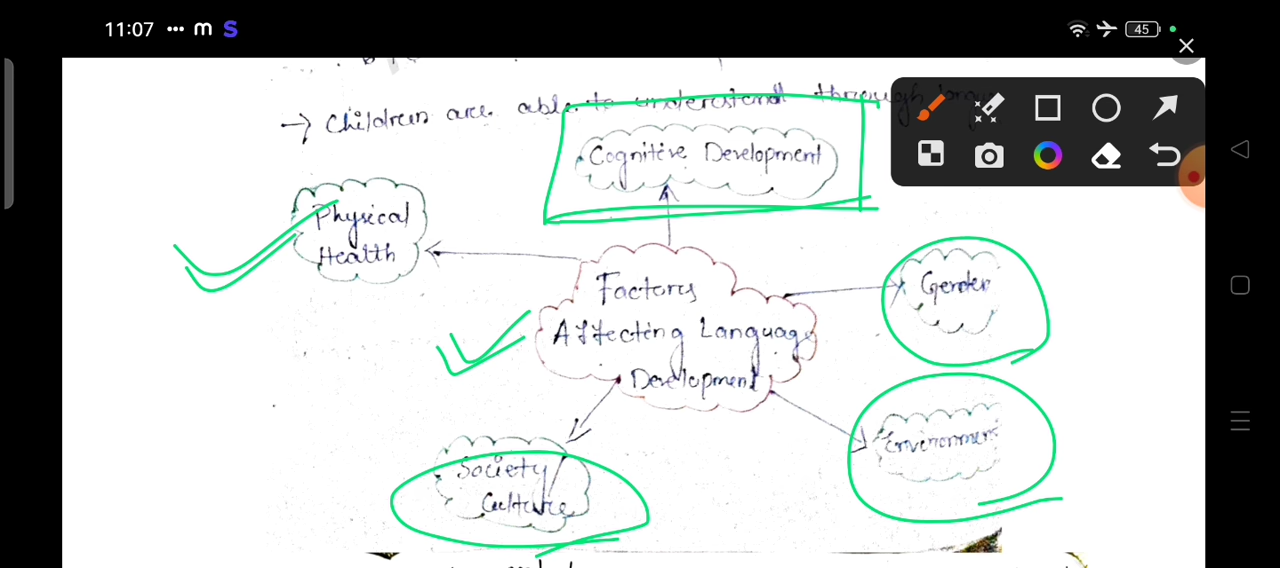 11:07 ••• m S
45
→ Children are able to understand through
Cognitive Development
Physical
Health
Gender
Factors
Affecting Language
Development
Environment
Society/
Culture